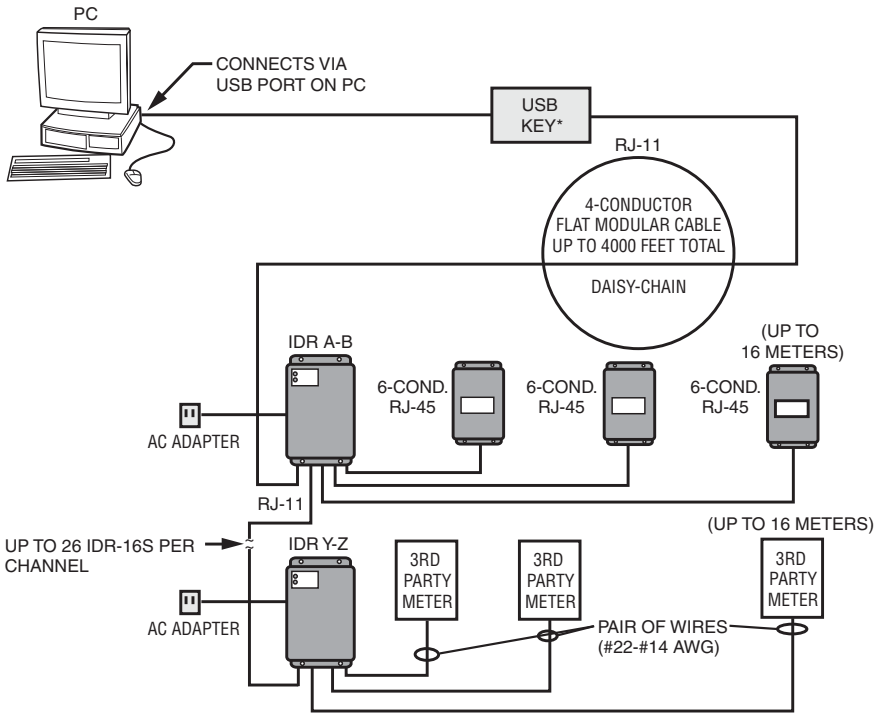 PC
CONNECTS VIA
USB PORT ON PC
USB
KEY*
RJ-11
4-CONDUCTOR
FLAT MODULAR CABLE
UP TO 4000 FEET TOTAL
DAISY-CHAIN
IDR A-B
(UP TO
16 METERS)
6-COND.
RJ-45
6-COND.
RJ-45
6-COND.
RJ-45
AC ADAPTER
RJ-11
UP TO 26 IDR-16S PER
CHANNEL
IDR Y-Z
(UP TO 16 METERS)
3RD
PARTY
METER
3RD
PARTY
METER
3RD
PARTY
METER
AC ADAPTER
PAIR OF WIRES
(#22-#14 AWG)